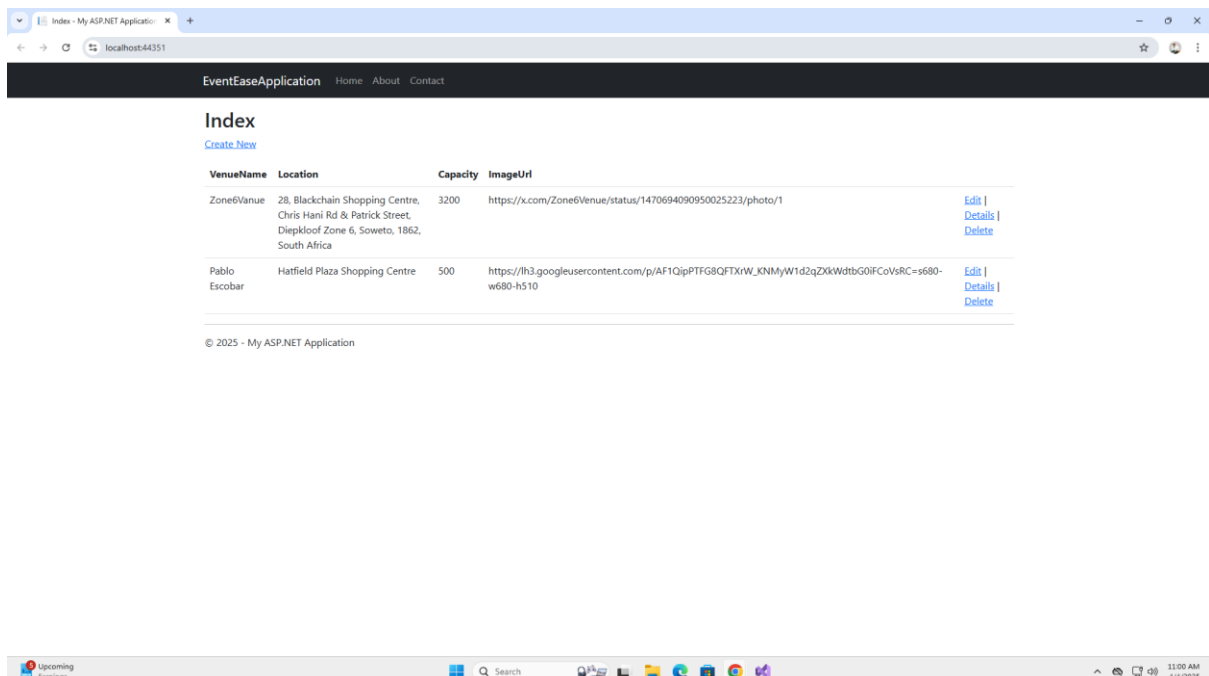 Index - My ASP.NET Application
localhost:44351
EventEaseApplication Home About Contact
Index
Create New
VenueName Location Capacity ImageUrl
Zone6Vanue 28, Blackchain Shopping Centre, 3200 https://x.com/Zone6Venue/status/1470694090950025223/photo/1 Edit |
Chris Hani Rd & Patrick Street, Details |
Diepkloof Zone 6, Soweto, 1862, Delete
South Africa
Pablo Hatfield Plaza Shopping Centre 500 https://lh3.googleusercontent.com/p/AF1QipPTFG8QFTXrW_KNMyW1d2qZXkWdtbG0iFCoVsRC=s680- Edit |
Escobar w680-h510 Details |
Delete
© 2025 - My ASP.NET Application
5 Upcoming
Search
11:00 AM